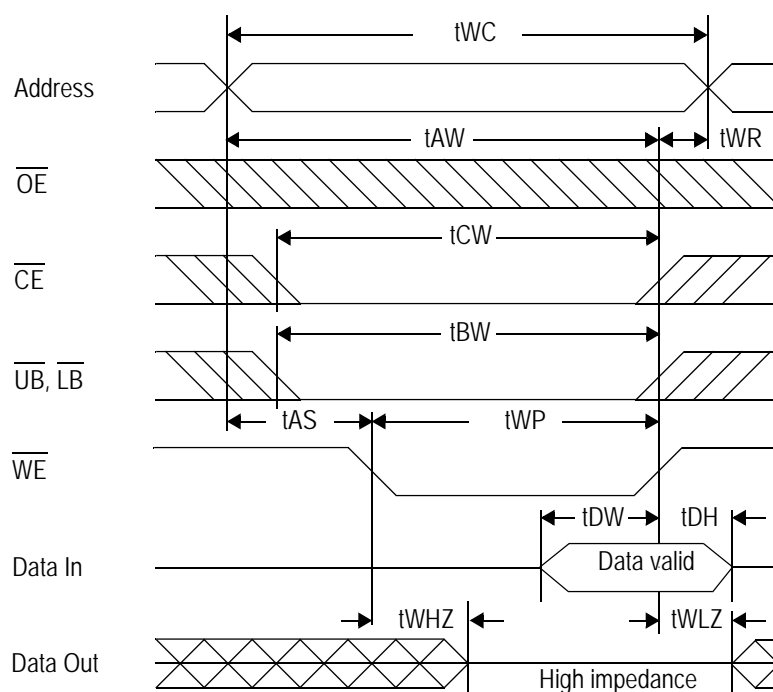 tWC
Address
tAW tWR
OE
tCW
CE
tBW
UB, LB
tAS tWP
WE
tDW tDH
Data In Data valid
tWHZ tWLZ
Data Out High impedance